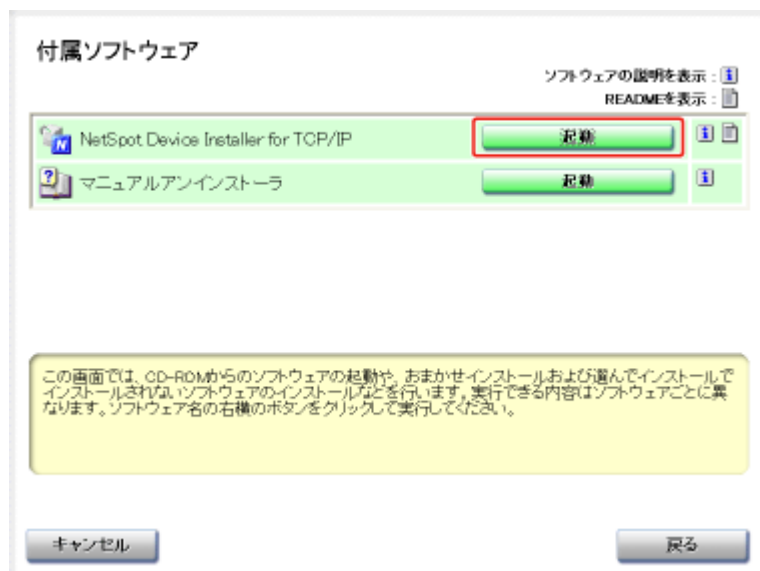 付属ソフトウェア
ソフトウェアの説明を表示 :
READMEを表示 :
NetSpot Device Installer for TCP/IP 起動
マニュアルアンインストーラ 起動
この画面では、CD-ROMからのソフトウェアの起動や、おまかせインストールおよび選んでインストールで
インストールされないソフトウェアのインストールなどを行います。実行できる内容はソフトウェアごとに異
なります。ソフトウェア名の右横のボタンをクリックして実行してください。
キャンセル 戻る